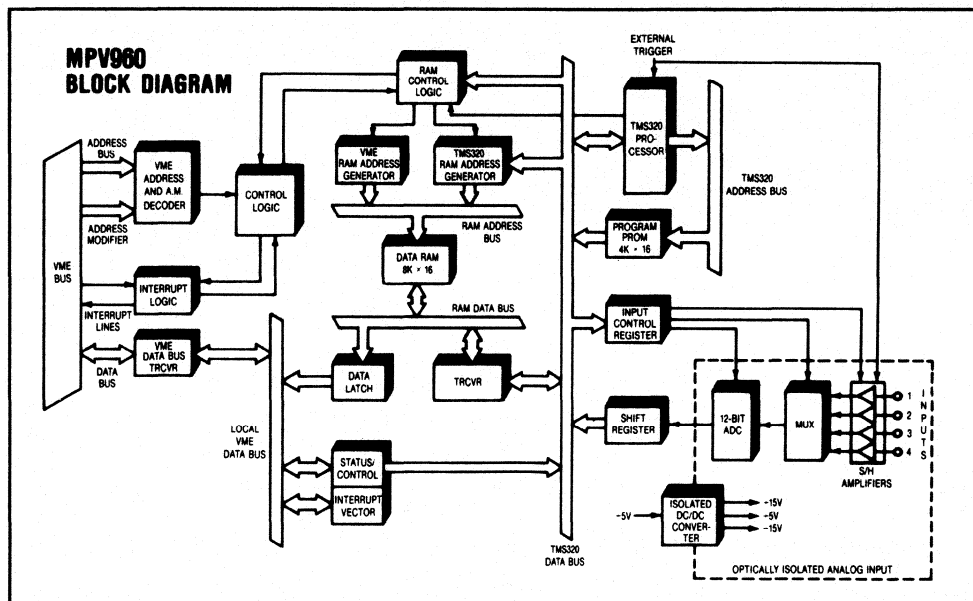 MPV960
BLOCK DIAGRAM
EXTERNAL
TRIGGER
RAM
CONTROL
LOGIC
TMS320
PRO-
CESSOR
TMS320
ADDRESS BUS
ADDRESS
BUS
VME
ADDRESS
AND A.M.
DECODER
ADDRESS
MODIFIER
CONTROL
LOGIC
VME
RAM ADDRESS
GENERATOR
TMS320
RAM ADDRESS
GENERATOR
RAM ADDRESS
BUS
PROGRAM
PROM
4K × 16
DATA RAM
8K × 16
VME BUS
INTERRUPT
LOGIC
INTERRUPT
LINES
RAM DATA BUS
INPUT
CONTROL
REGISTER
DATA
BUS
VME
DATA BUS
TRCVR
DATA
LATCH
TRCVR
SHIFT
REGISTER
12-BIT
ADC
MUX
1
2
3
4
INPUTS
S/H
AMPLIFIERS
LOCAL
VME
DATA BUS
STATUS/
CONTROL
INTERRUPT
VECTOR
-5V
ISOLATED
DC/DC
CONVER-
TER
-15V
-5V
-15V
TMS320
DATA BUS
OPTICALLY ISOLATED ANALOG INPUT